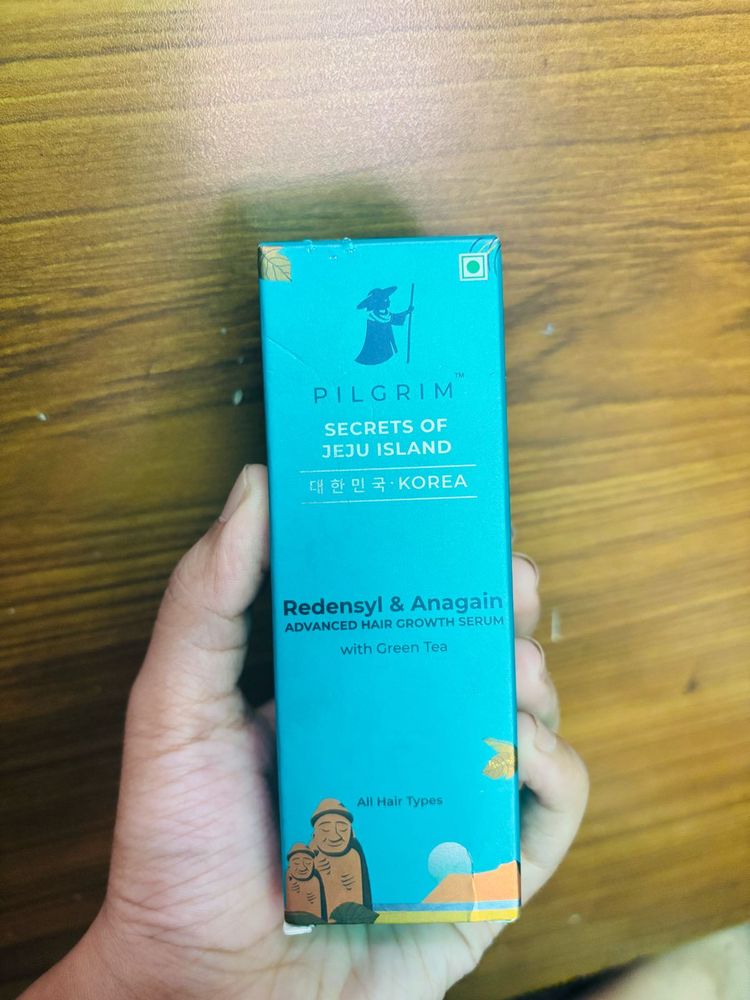 PILGRIM™
SECRETS OF
JEJU ISLAND
대한민국·KOREA
Redensyl & Anagain
ADVANCED HAIR GROWTH SERUM
with Green Tea
All Hair Types